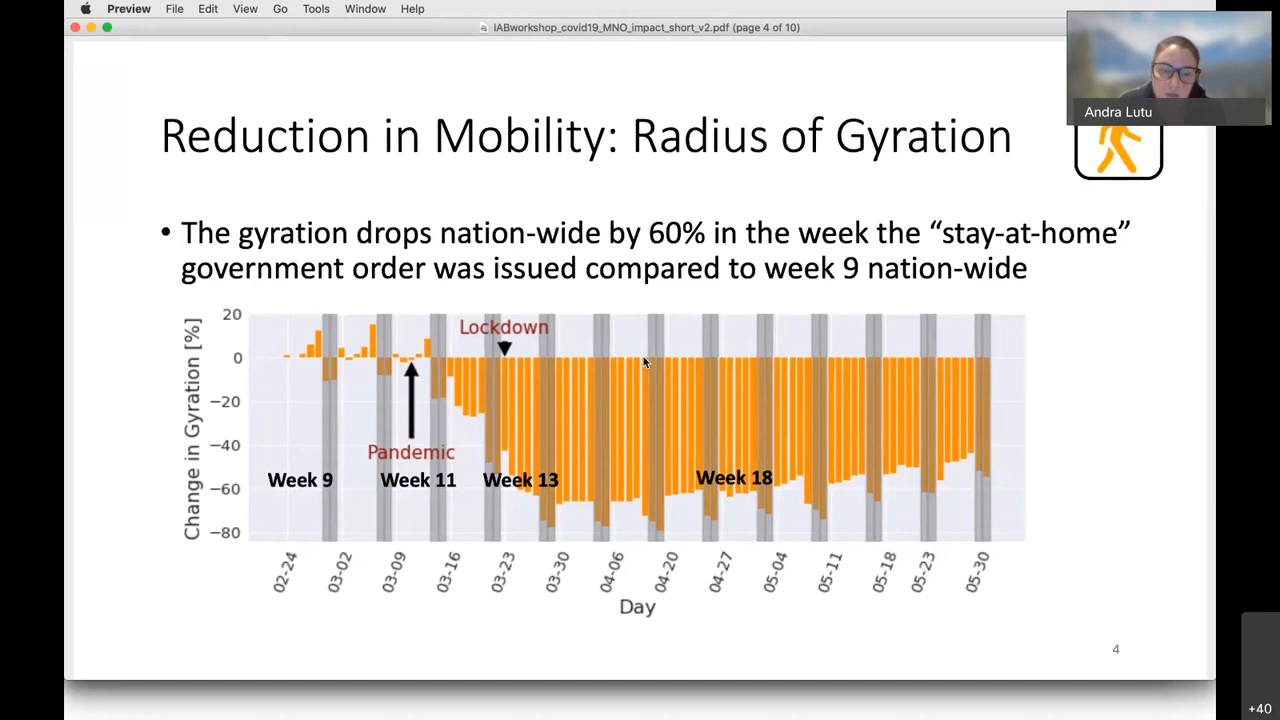 Preview File Edit View Go Tools Window Help
IABworkshop_covid19_MNO_impact_short_v2.pdf (page 4 of 10)
Andra Lutu
Reduction in Mobility: Radius of Gyration
• The gyration drops nation-wide by 60% in the week the “stay-at-home”
government order was issued compared to week 9 nation-wide
Change in Gyration [%]
20
0
−20
−40
−60
−80
Lockdown
Pandemic
Week 9 Week 11 Week 13 Week 18
02-24 03-02 03-09 03-16 03-23 03-30 04-06 04-20 04-27 05-04 05-11 05-18 05-23 05-30
Day
4
+40